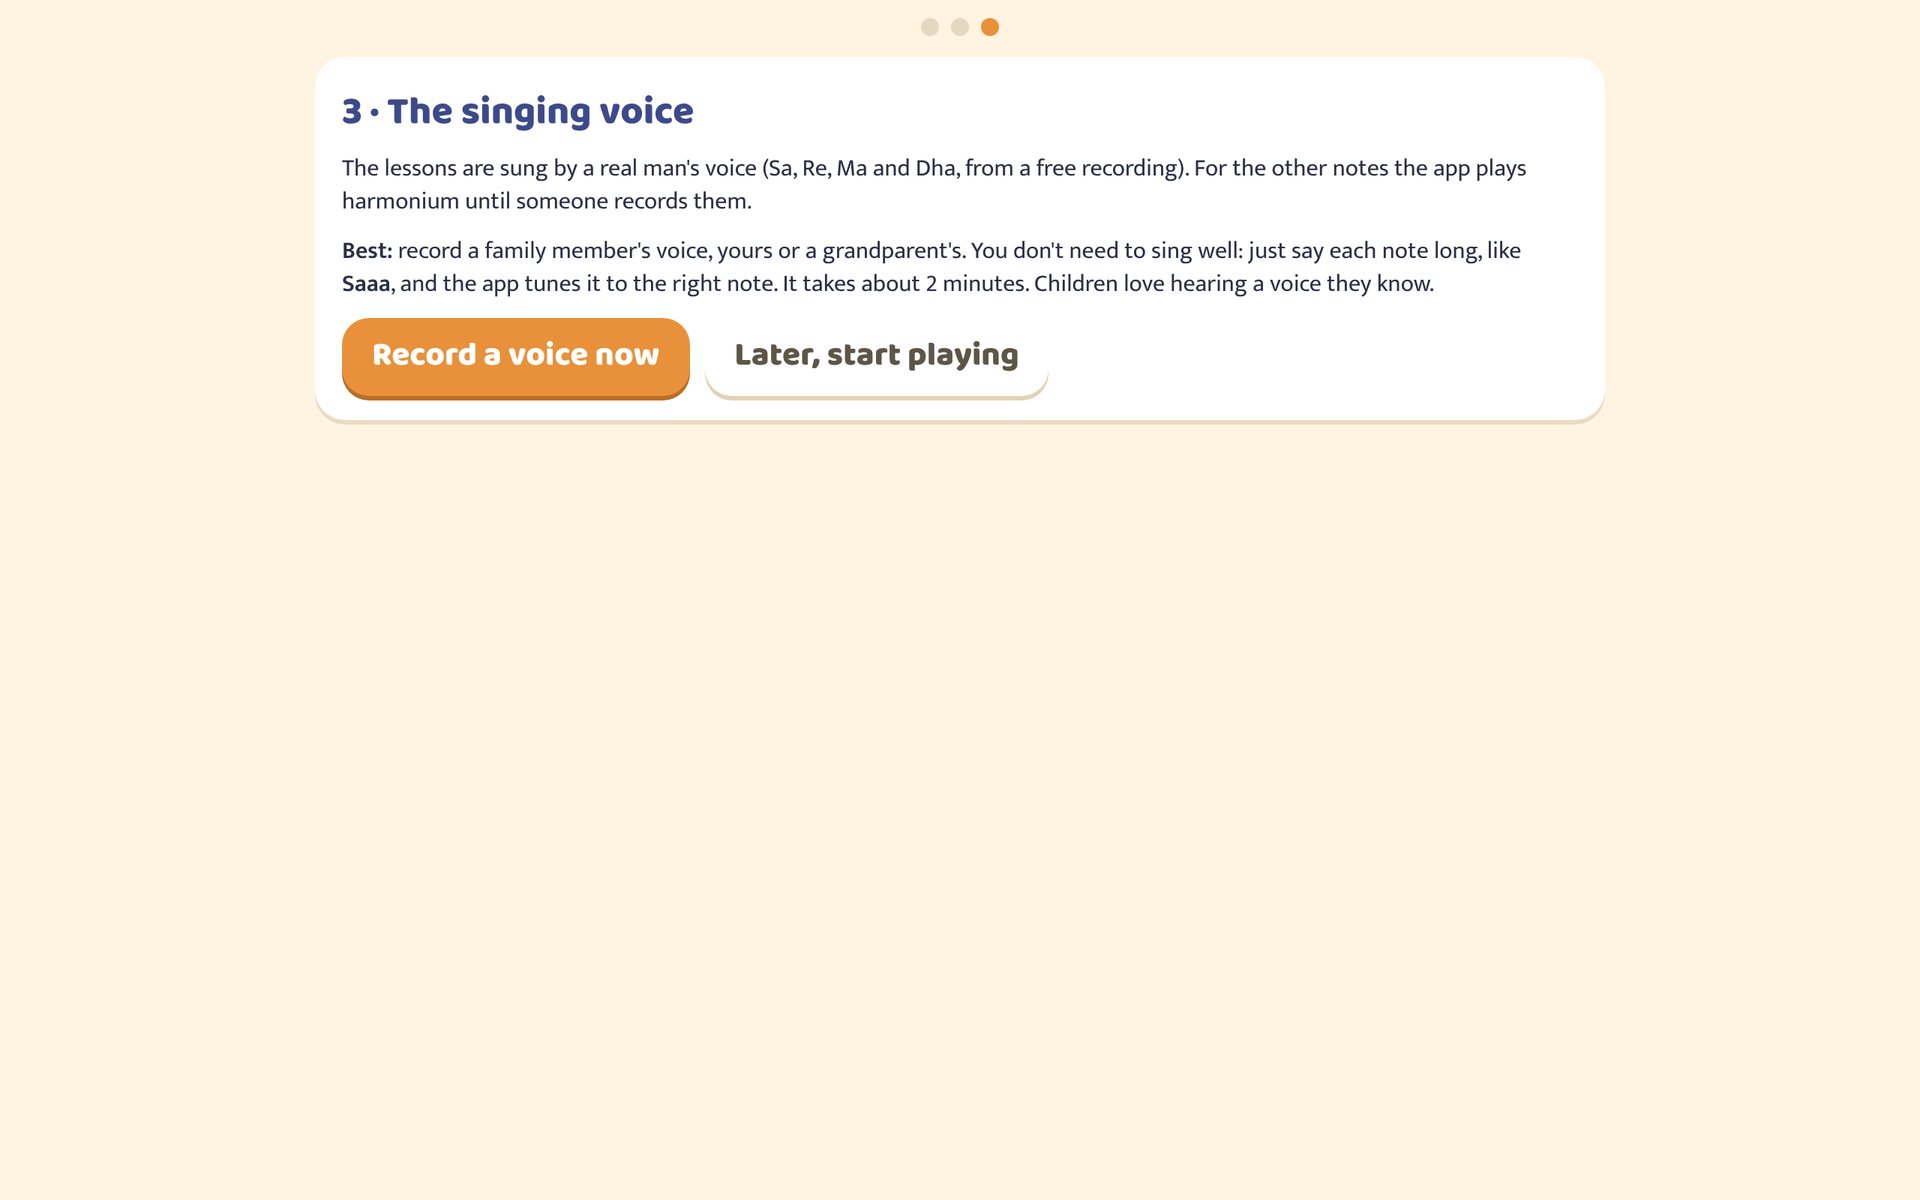 3 · The singing voice
The lessons are sung by a real man's voice (Sa, Re, Ma and Dha, from a free recording). For the other notes the app plays
harmonium until someone records them.
Best: record a family member's voice, yours or a grandparent's. You don't need to sing well: just say each note long, like
Saaa, and the app tunes it to the right note. It takes about 2 minutes. Children love hearing a voice they know.
Record a voice now
Later, start playing